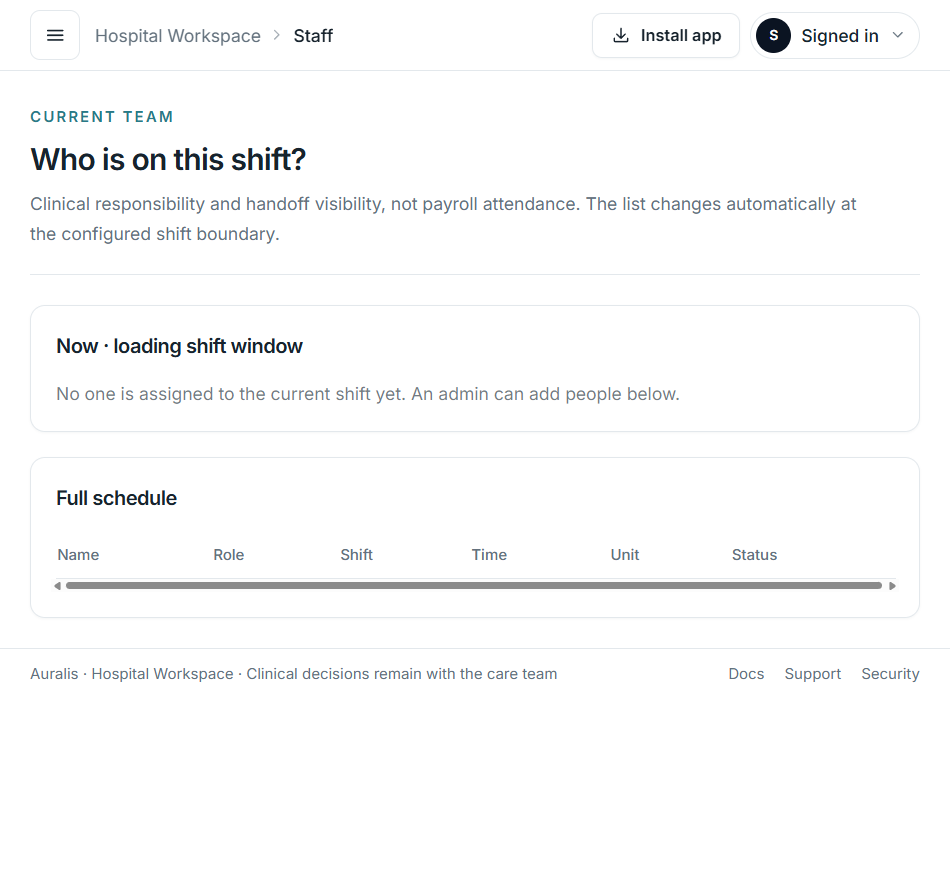 Hospital Workspace > Staff
Install app
S Signed in
CURRENT TEAM
Who is on this shift?
Clinical responsibility and handoff visibility, not payroll attendance. The list changes automatically at
the configured shift boundary.
Now · loading shift window
No one is assigned to the current shift yet. An admin can add people below.
Full schedule
Name Role Shift Time Unit Status
Auralis · Hospital Workspace · Clinical decisions remain with the care team
Docs Support Security